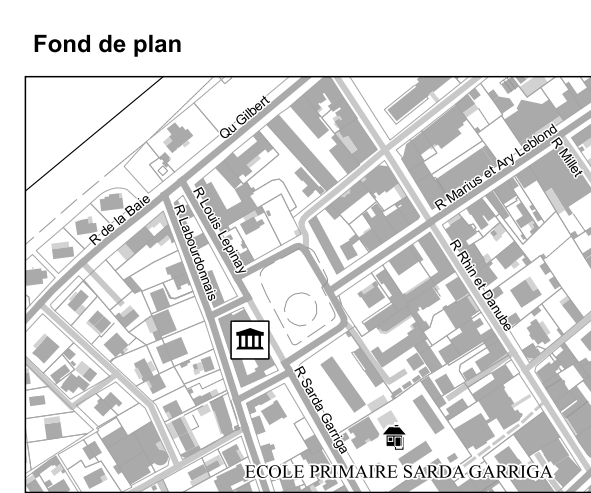 Fond de plan
Qu Gilbert
R Marius et Ary Leblond
R Millet
R de la Baie
R Louis Lepinay
R Labourdonnais
R Rhin et Danube
R Sarda Garriga
ECOLE PRIMAIRE SARDA GARRIGA